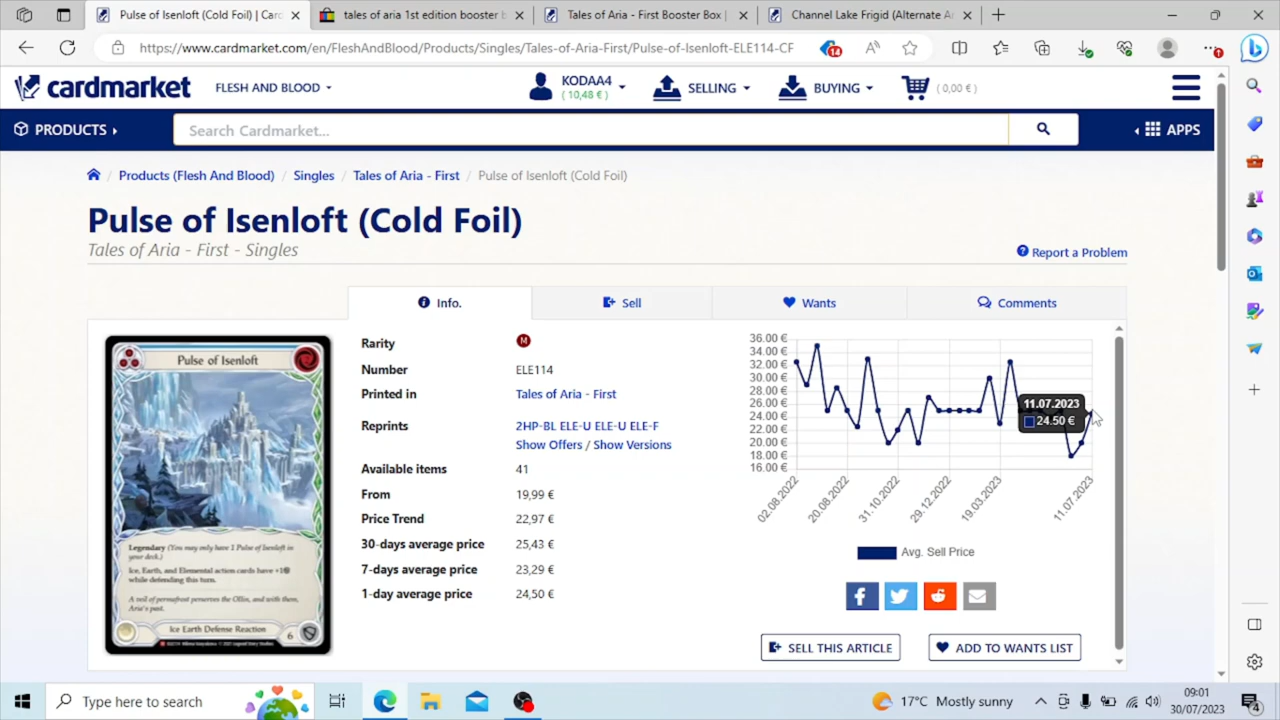 Pulse of Isenloft (Cold Foil) | Car
tales of aria 1st edition booster b
Tales of Aria - First Booster Box |
Channel Lake Frigid (Alternate Ar
https://www.cardmarket.com/en/FleshAndBlood/Products/Singles/Tales-of-Aria-First/Pulse-of-Isenloft-ELE114-CF
14
cardmarket
FLESH AND BLOOD
KODAA4
( 10,48 € )
SELLING
BUYING
( 0,00 € )
PRODUCTS
Search Cardmarket...
APPS
Products (Flesh And Blood) / Singles / Tales of Aria - First / Pulse of Isenloft (Cold Foil)
Pulse of Isenloft (Cold Foil)
Tales of Aria - First - Singles
Report a Problem
Info.
Sell
Wants
Comments
Pulse of Isenloft
Legendary (You may only have 1 Pulse of Isenloft in
your deck.)
Ice, Earth, and Elemental action cards have +1
while defending this turn.
A veil of permafrost preserves the Ollin, and with them,
Aria's past.
Ice Earth Defense Reaction
6
Rarity M
Number ELE114
Printed in Tales of Aria - First
Reprints 2HP-BL ELE-U ELE-U ELE-F
Show Offers / Show Versions
Available items 41
From 19,99 €
Price Trend 22,97 €
30-days average price 25,43 €
7-days average price 23,29 €
1-day average price 24,50 €
36.00 €
34.00 €
32.00 €
30.00 €
28.00 €
26.00 €
24.00 €
22.00 €
20.00 €
18.00 €
16.00 €
11.07.2023
24.50 €
02.08.2022
20.08.2022
31.10.2022
29.12.2022
19.03.2023
11.07.2023
Avg. Sell Price
SELL THIS ARTICLE
ADD TO WANTS LIST
Type here to search
17°C Mostly sunny
09:01
30/07/2023
4